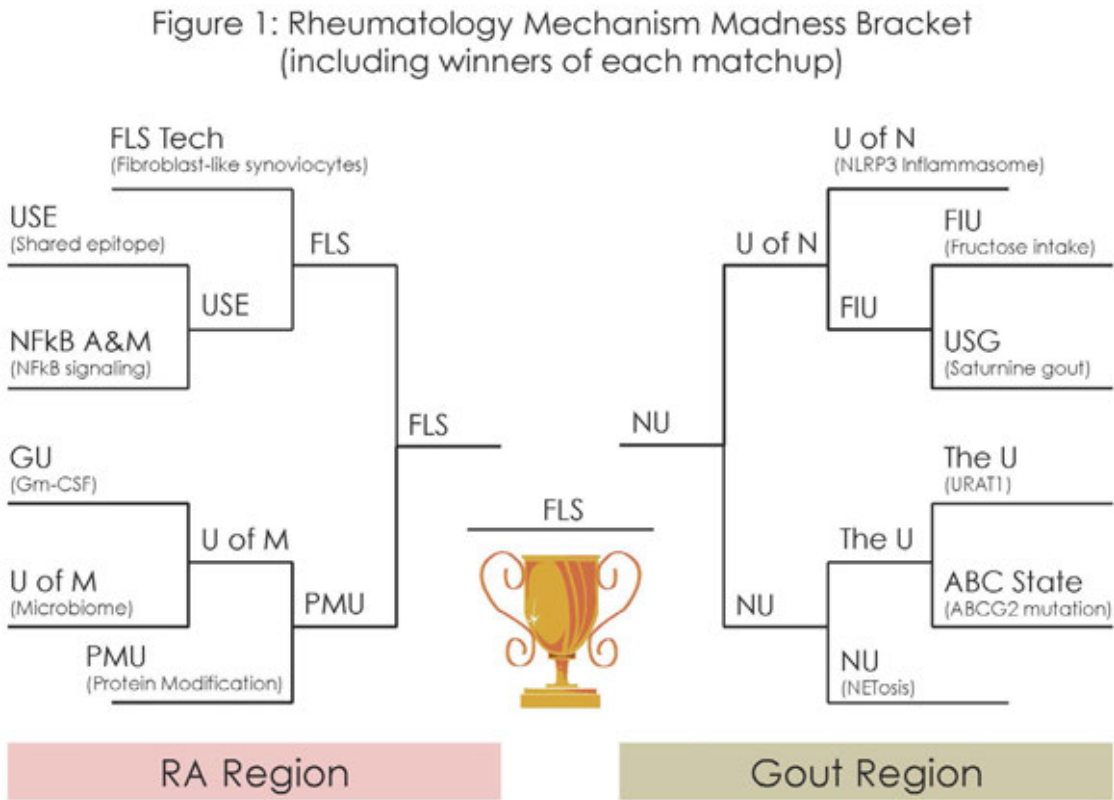 Figure 1: Rheumatology Mechanism Madness Bracket
(including winners of each matchup)
FLS Tech
(Fibroblast-like synoviocytes)
USE
(Shared epitope)
FLS
USE
NFkB A&M
(NFkB signaling)
FLS
GU
(Gm-CSF)
U of M
U of M
(Microbiome)
PMU
PMU
(Protein Modification)
RA Region
FLS
U of N
(NLRP3 Inflammasome)
FIU
(Fructose intake)
U of N
FIU
USG
(Saturnine gout)
NU
The U
(URAT1)
The U
ABC State
(ABCG2 mutation)
NU
NU
(NETosis)
Gout Region